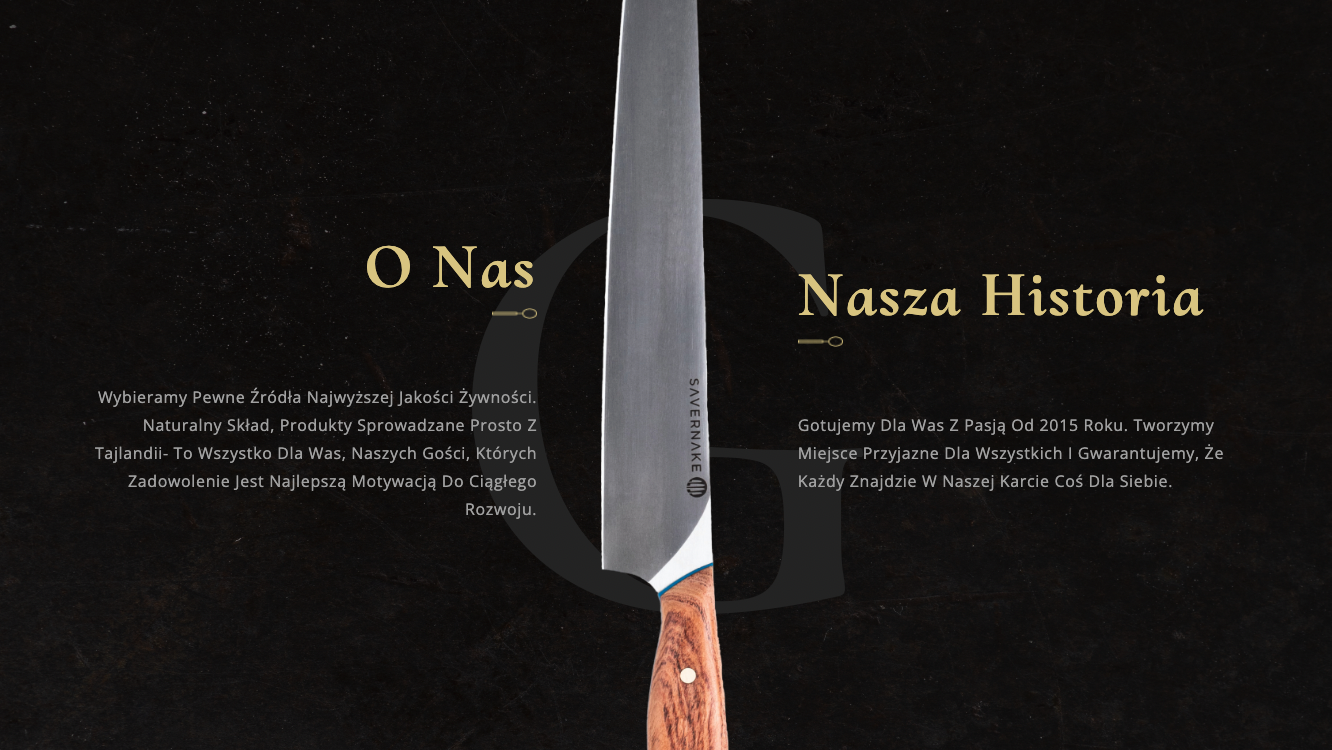 O Nas
Wybieramy Pewne Źródła Najwyższej Jakości Żywności.
Naturalny Skład, Produkty Sprowadzane Prosto Z
Tajlandii- To Wszystko Dla Was, Naszych Gości, Których
Zadowolenie Jest Najlepszą Motywacją Do Ciągłego
Rozwoju.
G
SAVERNAKE
Nasza Historia
Gotujemy Dla Was Z Pasją Od 2015 Roku. Tworzymy
Miejsce Przyjazne Dla Wszystkich I Gwarantujemy, Że
Każdy Znajdzie W Naszej Karcie Coś Dla Siebie.